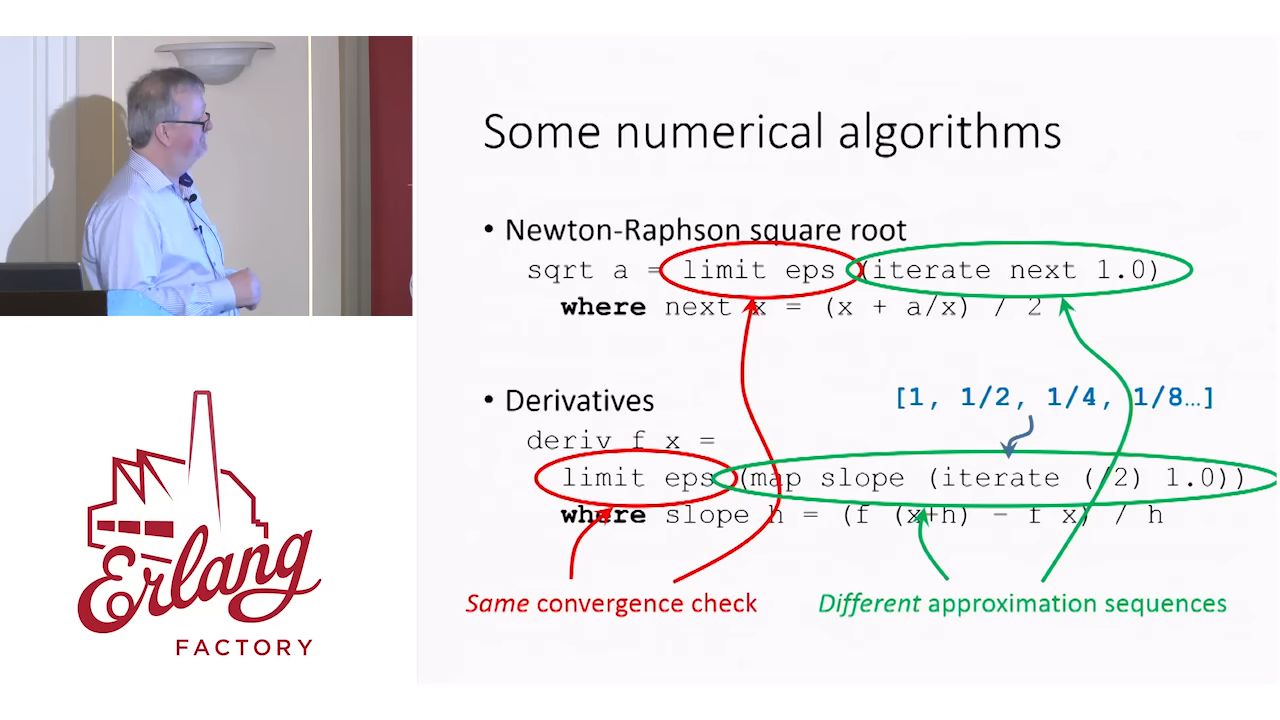 Some numerical algorithms
• Newton-Raphson square root
sqrt a = limit eps (iterate next 1.0)
where next x = (x + a/x) / 2
• Derivatives
[1, 1/2, 1/4, 1/8…]
deriv f x =
limit eps (map slope (iterate (/2) 1.0))
where slope h = (f (x+h) – f x) / h
Same convergence check
Different approximation sequences
Erlang
FACTORY